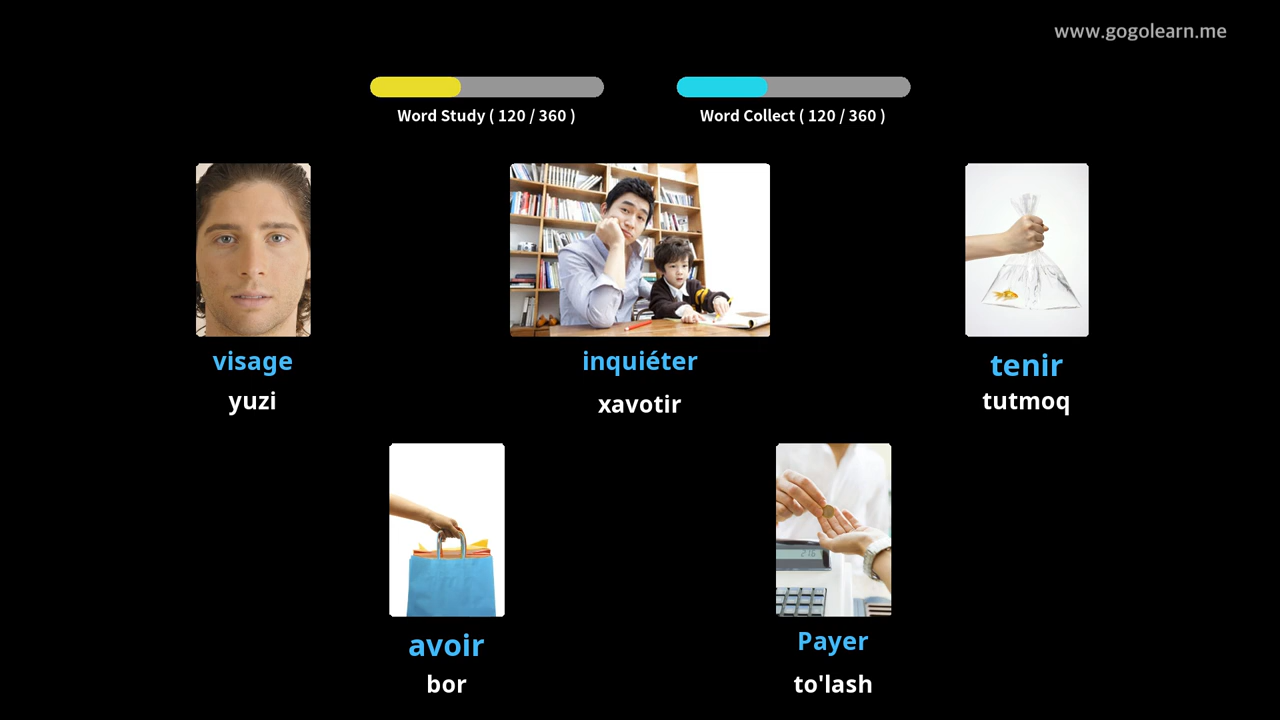 www.gogolearn.me
Word Study ( 120 / 360 )
Word Collect ( 120 / 360 )
visage
yuzi
inquiéter
xavotir
tenir
tutmoq
avoir
bor
Payer
to'lash